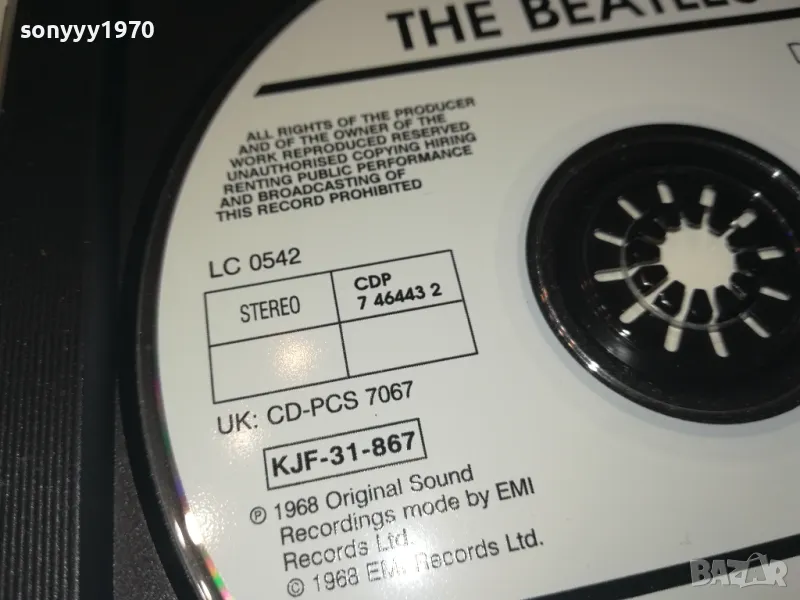 sonyyy1970
THE BEATLES
ALL RIGHTS OF THE PRODUCER
AND OF THE OWNER OF THE
WORK REPRODUCED RESERVED
UNAUTHORISED COPYING HIRING
RENTING PUBLIC PERFORMANCE
AND BROADCASTING OF
THIS RECORD PROHIBITED
LC 0542
STEREO
CDP
7 46443 2
UK: CD-PCS 7067
KJF-31-867
℗ 1968 Original Sound
Recordings mode by EMI
Records Ltd.
© 1968 EMI Records Ltd.
BAZAR